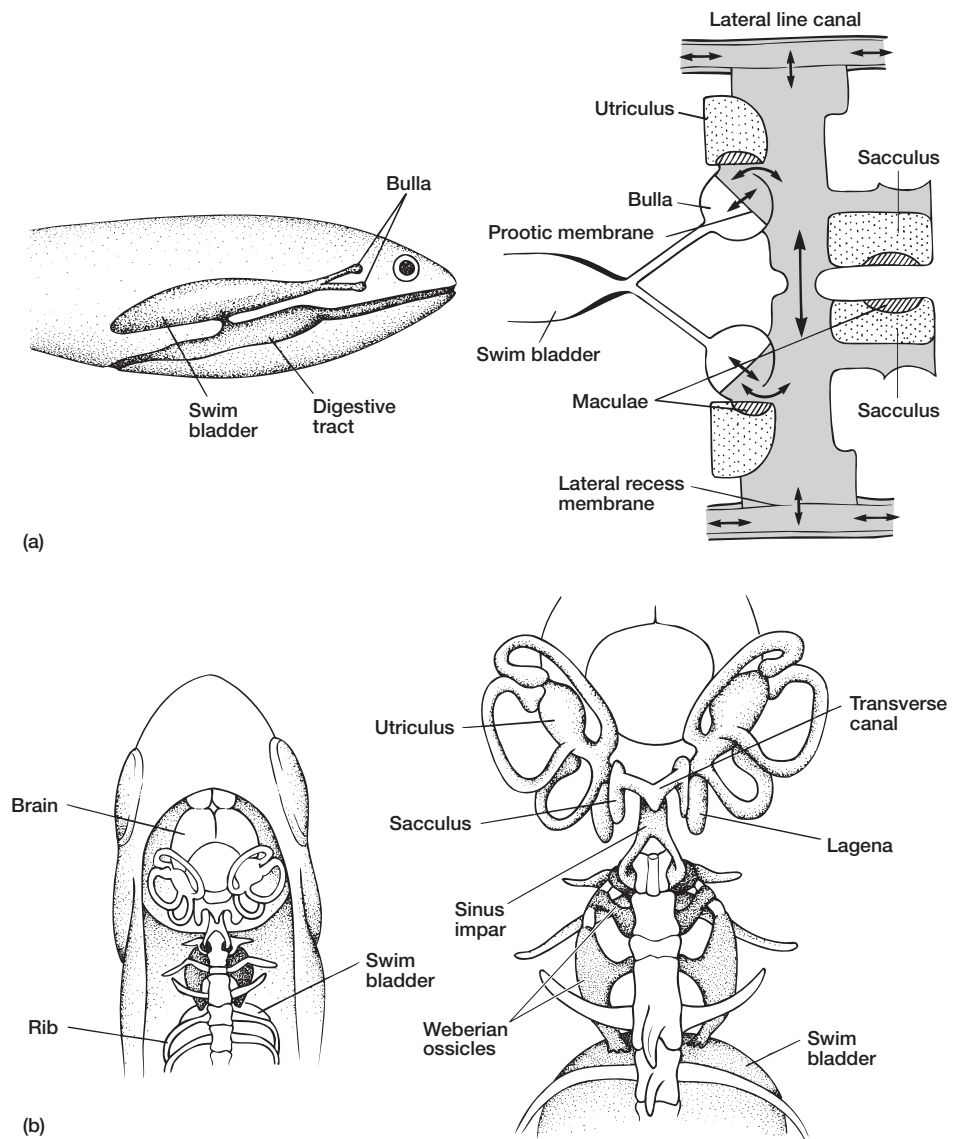 Lateral line canal
Utriculus
Sacculus
Bulla
Bulla
Prootic membrane
Swim bladder
Maculae
Swim
bladder
Digestive
tract
Sacculus
Lateral recess
membrane
(a)
Utriculus
Transverse
canal
Brain
Sacculus
Lagena
Sinus
impar
Swim
bladder
Rib
Weberian
ossicles
Swim
bladder
(b)